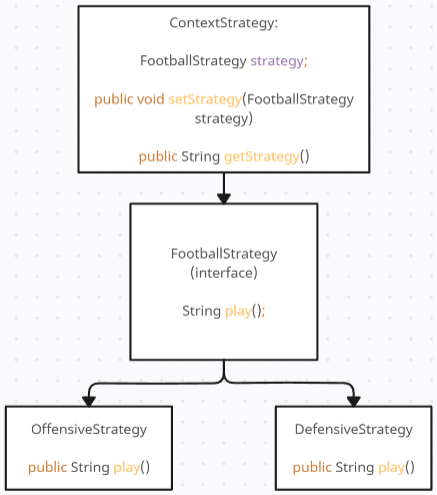 ContextStrategy:
FootballStrategy strategy;
public void setStrategy(FootballStrategy
strategy)
public String getStrategy()
FootballStrategy
(interface)
String play();
OffensiveStrategy
public String play()
DefensiveStrategy
public String play()